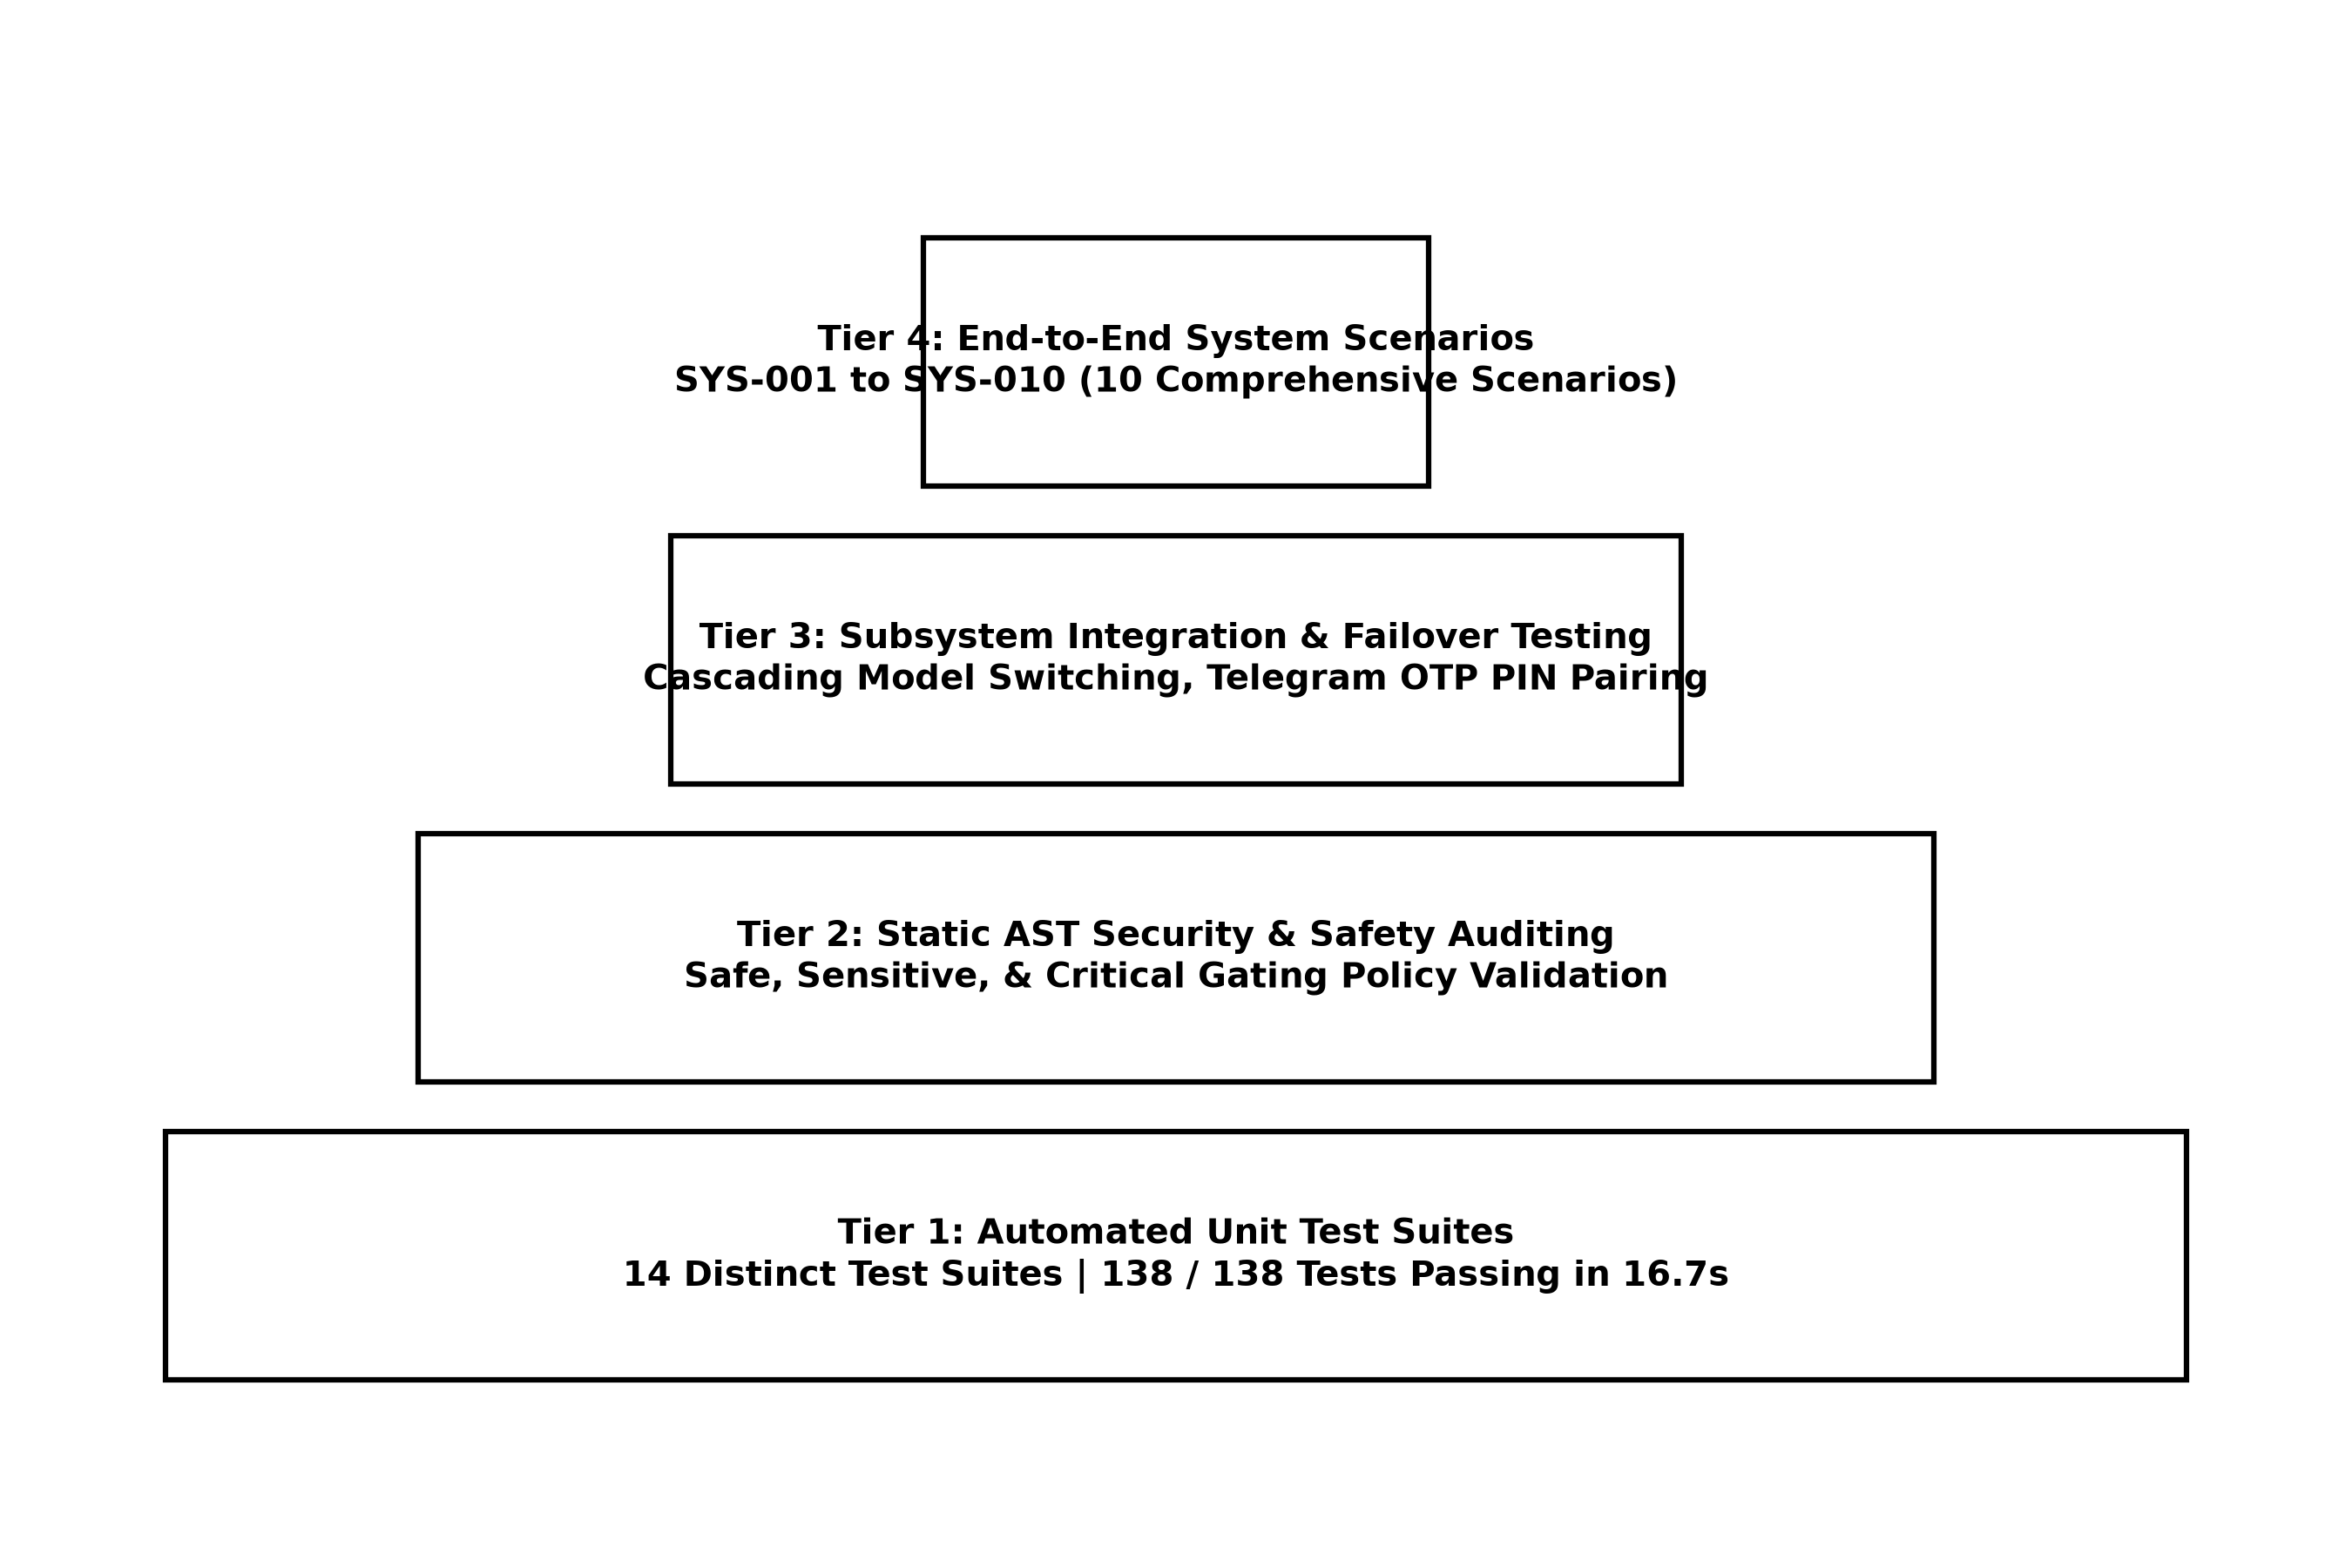 Tier 4: End-to-End System Scenarios
SYS-001 to SYS-010 (10 Comprehensive Scenarios)
Tier 3: Subsystem Integration & Failover Testing
Cascading Model Switching, Telegram OTP PIN Pairing
Tier 2: Static AST Security & Safety Auditing
Safe, Sensitive, & Critical Gating Policy Validation
Tier 1: Automated Unit Test Suites
14 Distinct Test Suites | 138 / 138 Tests Passing in 16.7s